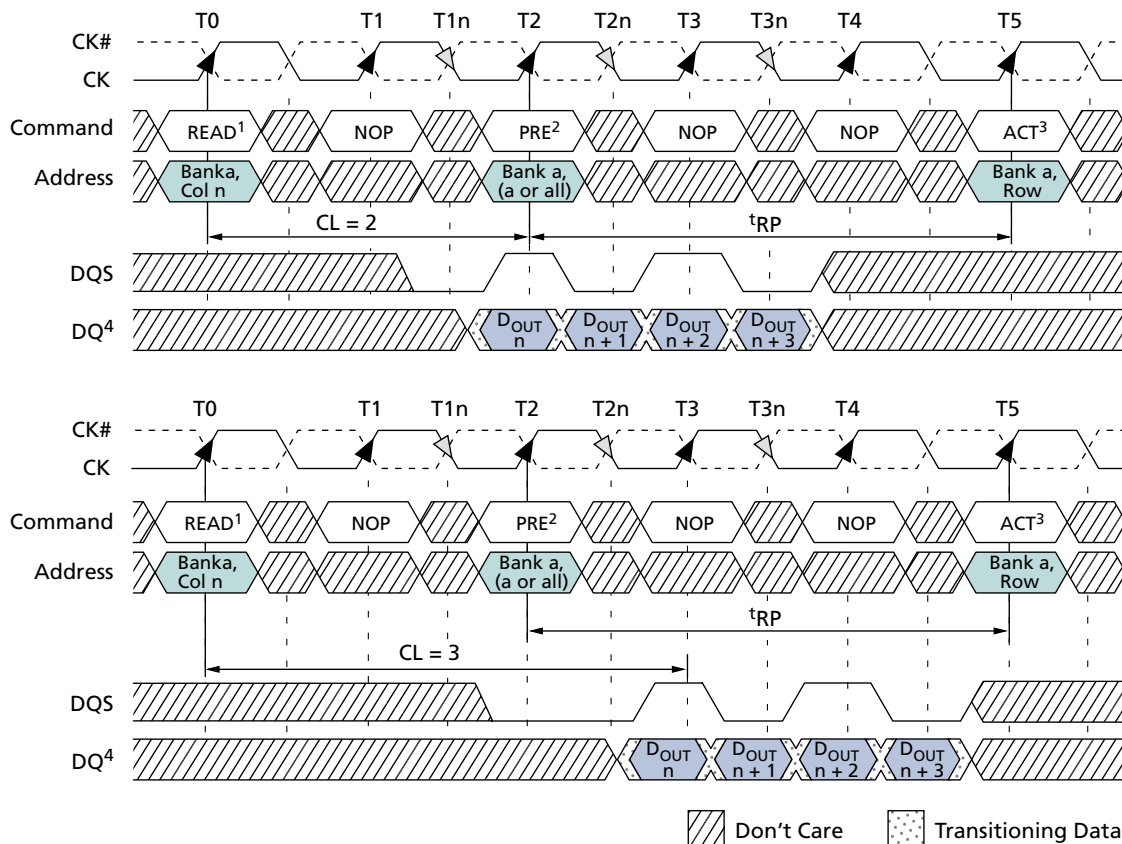 T0 T1 T1n T2 T2n T3 T3n T4 T5
CK#
CK
Command READ1 NOP PRE2 NOP NOP ACT3
Address Banka, Col n Bank a, (a or all) Bank a, Row
CL = 2 tRP
DQS
DQ4 DOUT n DOUT n + 1 DOUT n + 2 DOUT n + 3
T0 T1 T1n T2 T2n T3 T3n T4 T5
CK#
CK
Command READ1 NOP PRE2 NOP NOP ACT3
Address Banka, Col n Bank a, (a or all) Bank a, Row
tRP
CL = 3
DQS
DQ4 DOUT n DOUT n + 1 DOUT n + 2 DOUT n + 3
Don't Care Transitioning Data